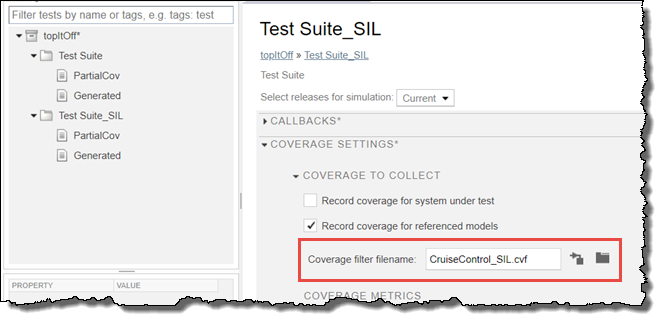 Filter tests by name or tags, e.g. tags: test
topItOff*
Test Suite
PartialCov
Generated
Test Suite_SIL
PartialCov
Generated
PROPERTY VALUE
Test Suite_SIL
topItOff » Test Suite_SIL
Test Suite
Select releases for simulation: Current
CALLBACKS*
COVERAGE SETTINGS*
COVERAGE TO COLLECT
Record coverage for system under test
Record coverage for referenced models
Coverage filter filename: CruiseControl_SIL.cvf
COVERAGE METRICS